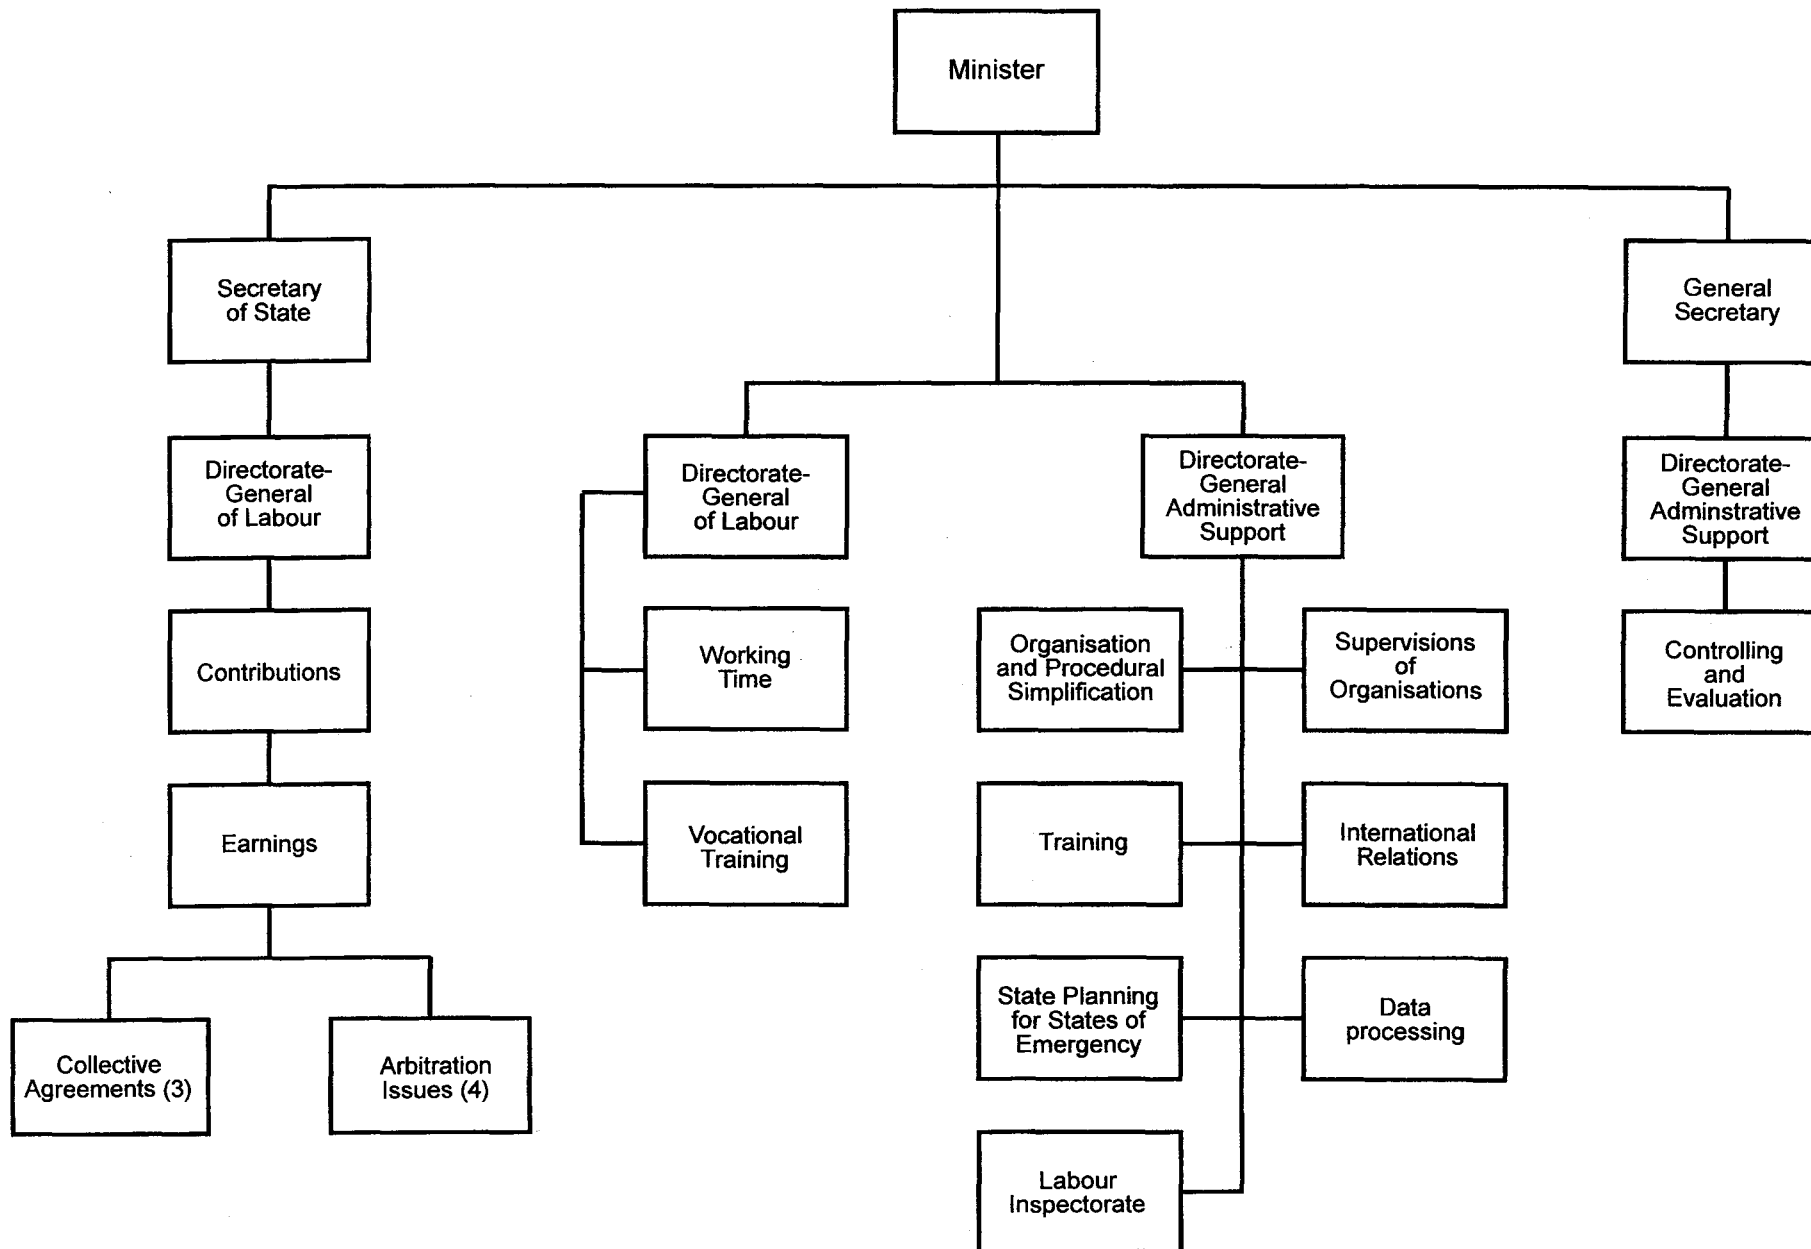 Minister
Secretary
of State
General
Secretary
Directorate-
General
of Labour
Directorate-
General
of Labour
Directorate-
General
Administrative
Support
Directorate-
General
Adminstrative
Support
Contributions
Working
Time
Organisation
and Procedural
Simplification
Supervisions
of
Organisations
Controlling
and
Evaluation
Earnings
Vocational
Training
Training
International
Relations
Collective
Agreements (3)
Arbitration
Issues (4)
State Planning
for States of
Emergency
Data
processing
Labour
Inspectorate